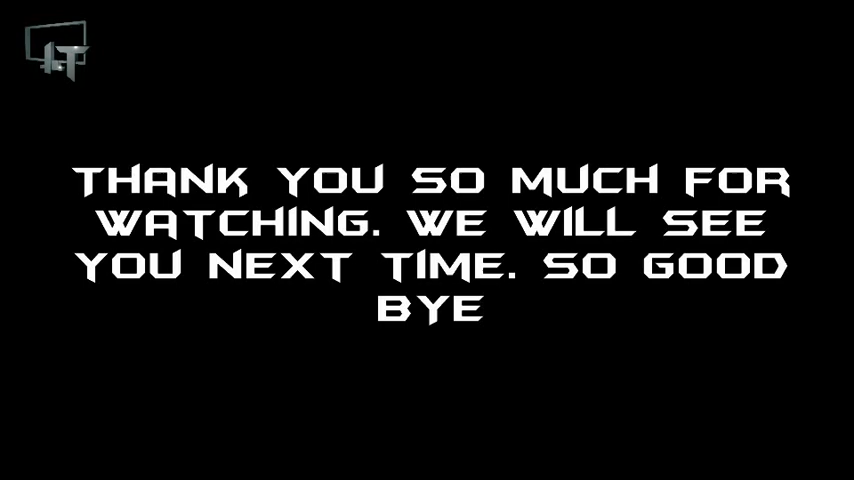 I-T
THANK YOU SO MUCH FOR
WATCHING. WE WILL SEE
YOU NEXT TIME. SO GOOD
BYE